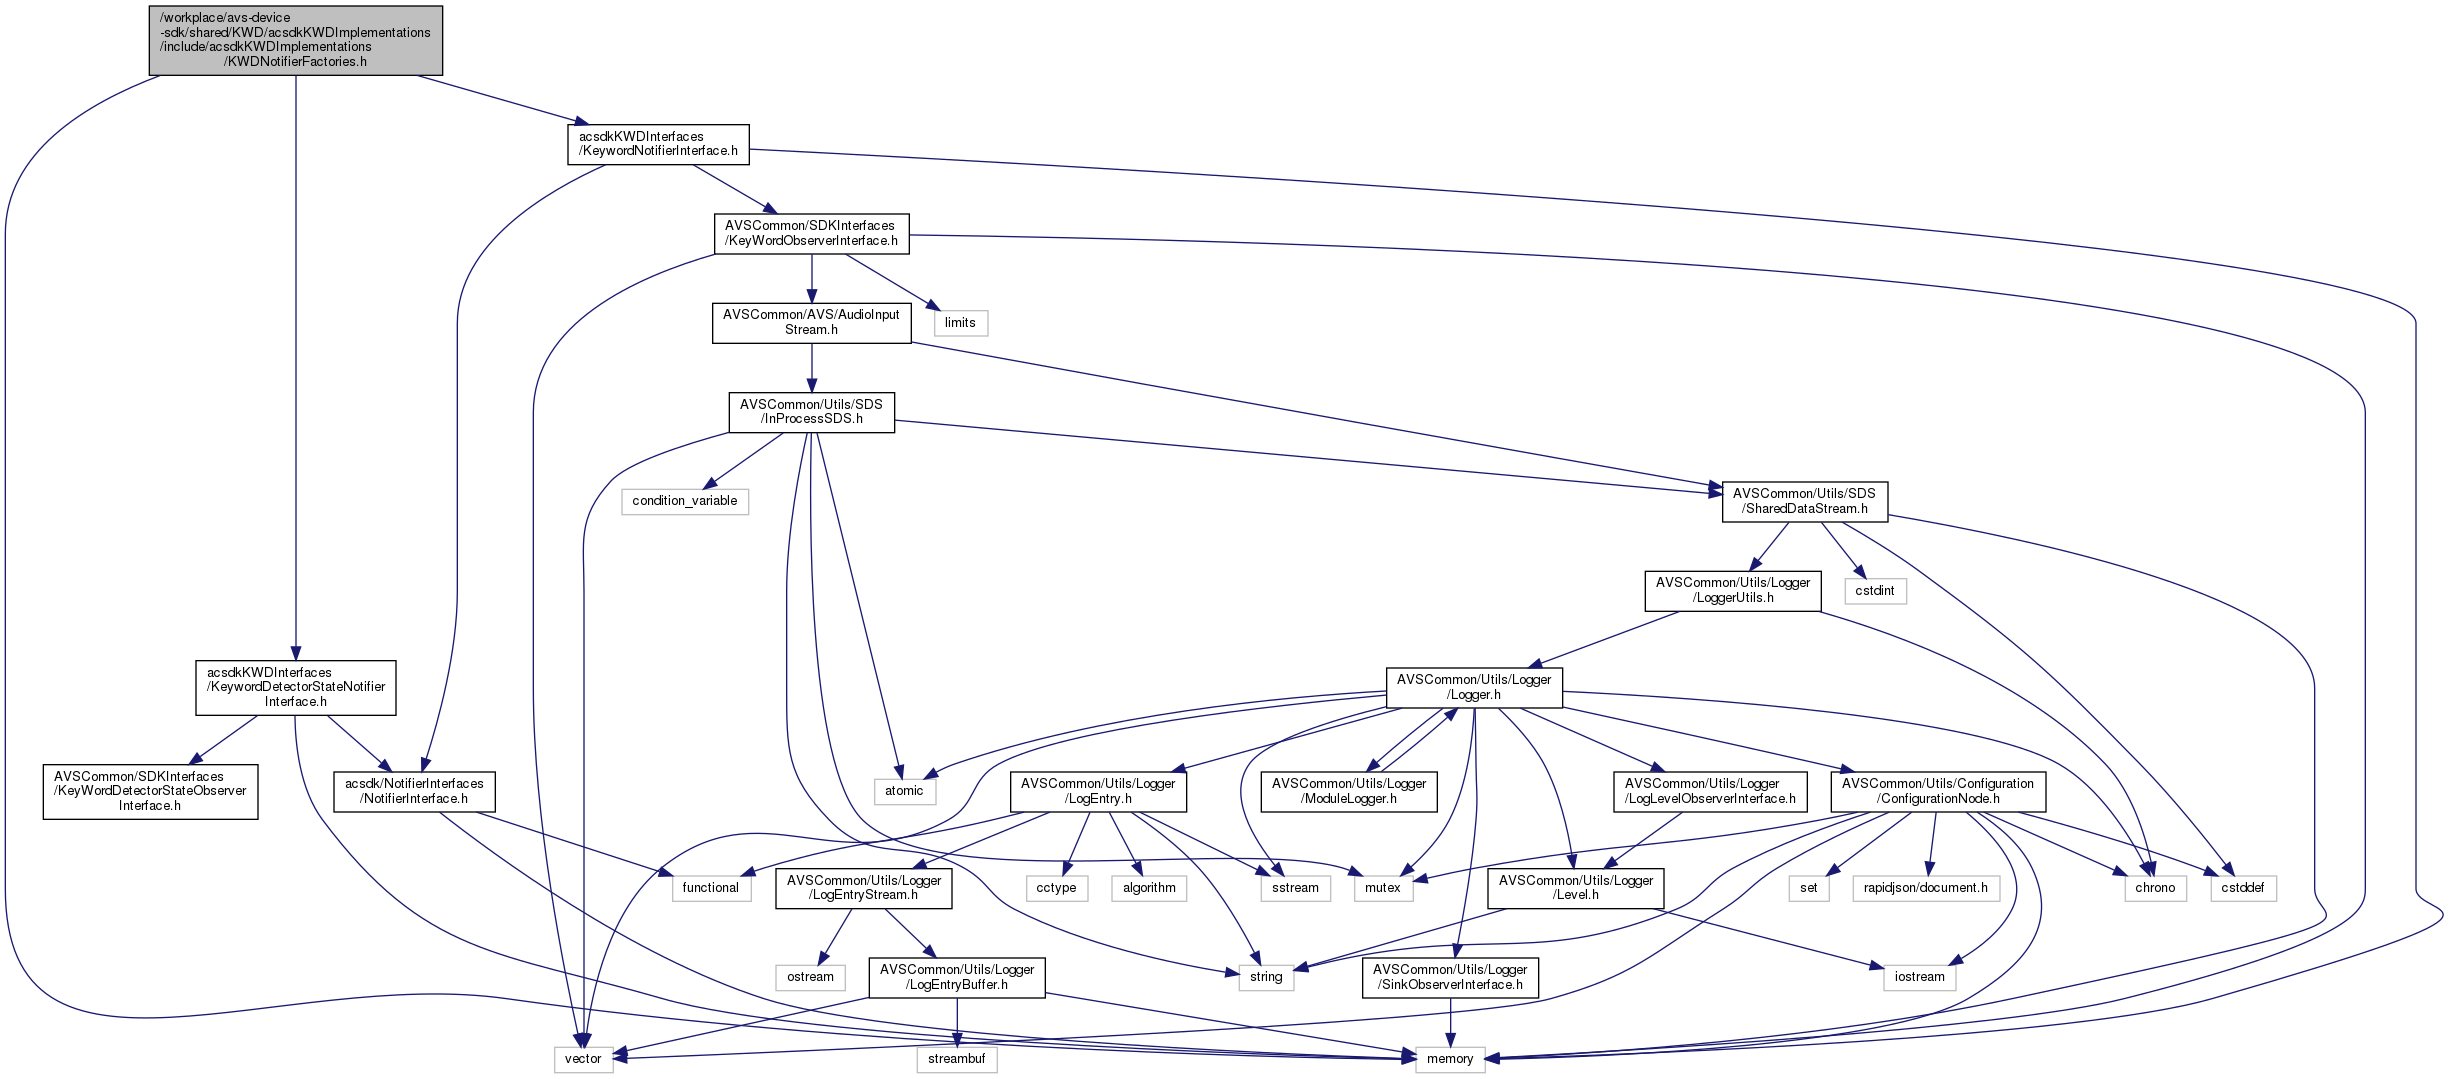 /workplace/avs-device
-sdk/shared/KWD/acsdkKWDImplementations
/include/acsdkKWDImplementations
/KWDNotifierFactories.h
acsdkKWDInterfaces
/KeywordNotifierInterface.h
AVSCommon/SDKInterfaces
/KeyWordObserverInterface.h
AVSCommon/AVS/AudioInput
Stream.h
limits
AVSCommon/Utils/SDS
/InProcessSDS.h
condition_variable
AVSCommon/Utils/SDS
/SharedDataStream.h
AVSCommon/Utils/Logger
/LoggerUtils.h
cstdint
acsdkKWDInterfaces
/KeywordDetectorStateNotifier
Interface.h
AVSCommon/Utils/Logger
/Logger.h
AVSCommon/SDKInterfaces
/KeyWordDetectorStateObserver
Interface.h
acsdk/NotifierInterfaces
/NotifierInterface.h
atomic
AVSCommon/Utils/Logger
/LogEntry.h
AVSCommon/Utils/Logger
/ModuleLogger.h
AVSCommon/Utils/Logger
/LogLevelObserverInterface.h
AVSCommon/Utils/Configuration
/ConfigurationNode.h
functional
AVSCommon/Utils/Logger
/LogEntryStream.h
cctype
algorithm
sstream
mutex
AVSCommon/Utils/Logger
/Level.h
set
rapidjson/document.h
chrono
cstddef
ostream
AVSCommon/Utils/Logger
/LogEntryBuffer.h
string
AVSCommon/Utils/Logger
/SinkObserverInterface.h
iostream
vector
streambuf
memory